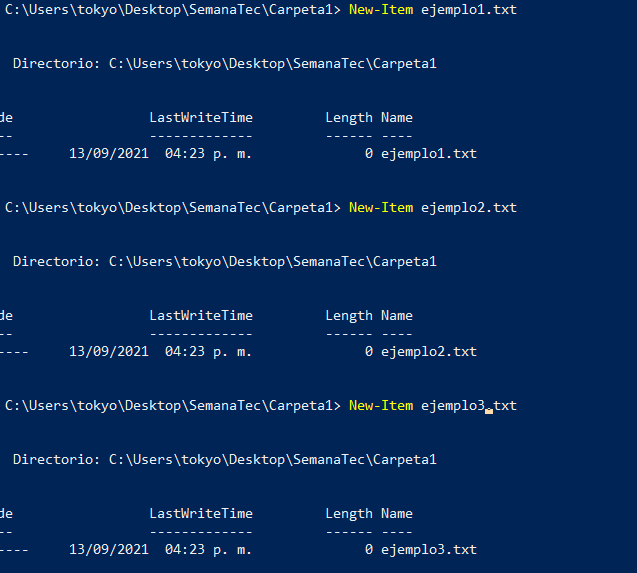 C:\Users\tokyo\Desktop\SemanaTec\Carpeta1> New-Item ejemplo1.txt
Directorio: C:\Users\tokyo\Desktop\SemanaTec\Carpeta1
de LastWriteTime Length Name
-- ------------- ------ ----
---- 13/09/2021 04:23 p. m. 0 ejemplo1.txt
C:\Users\tokyo\Desktop\SemanaTec\Carpeta1> New-Item ejemplo2.txt
Directorio: C:\Users\tokyo\Desktop\SemanaTec\Carpeta1
de LastWriteTime Length Name
-- ------------- ------ ----
---- 13/09/2021 04:23 p. m. 0 ejemplo2.txt
C:\Users\tokyo\Desktop\SemanaTec\Carpeta1> New-Item ejemplo3.txt
Directorio: C:\Users\tokyo\Desktop\SemanaTec\Carpeta1
de LastWriteTime Length Name
-- ------------- ------ ----
---- 13/09/2021 04:23 p. m. 0 ejemplo3.txt